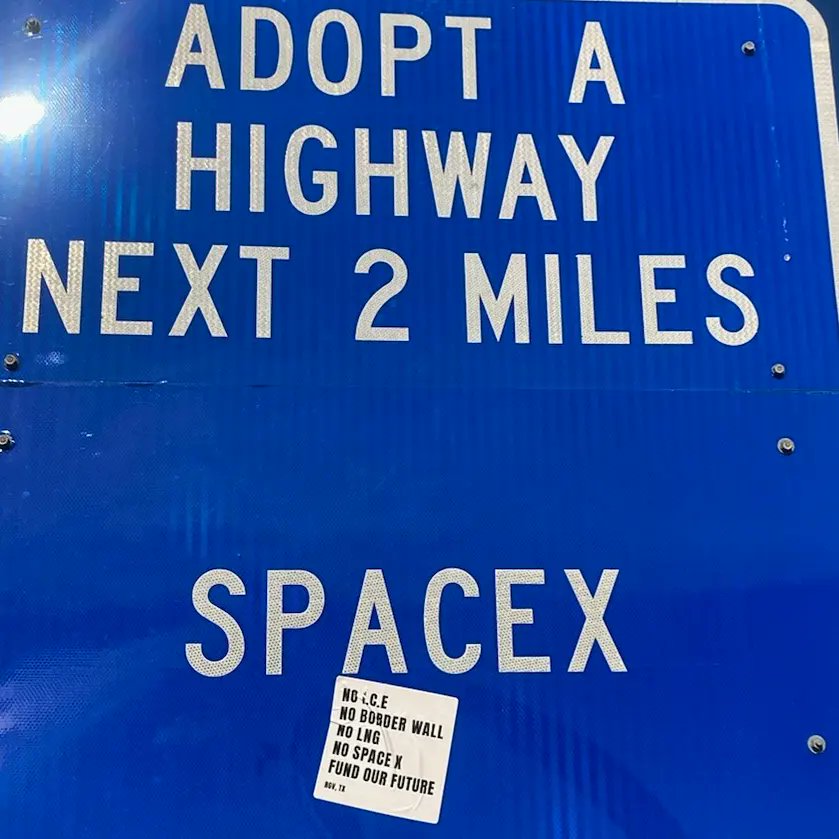 ADOPT A
HIGHWAY
NEXT 2 MILES
SPACEX
NO I.C.E
NO BORDER WALL
NO LNG
NO SPACE X
FUND OUR FUTURE
RGV, TX